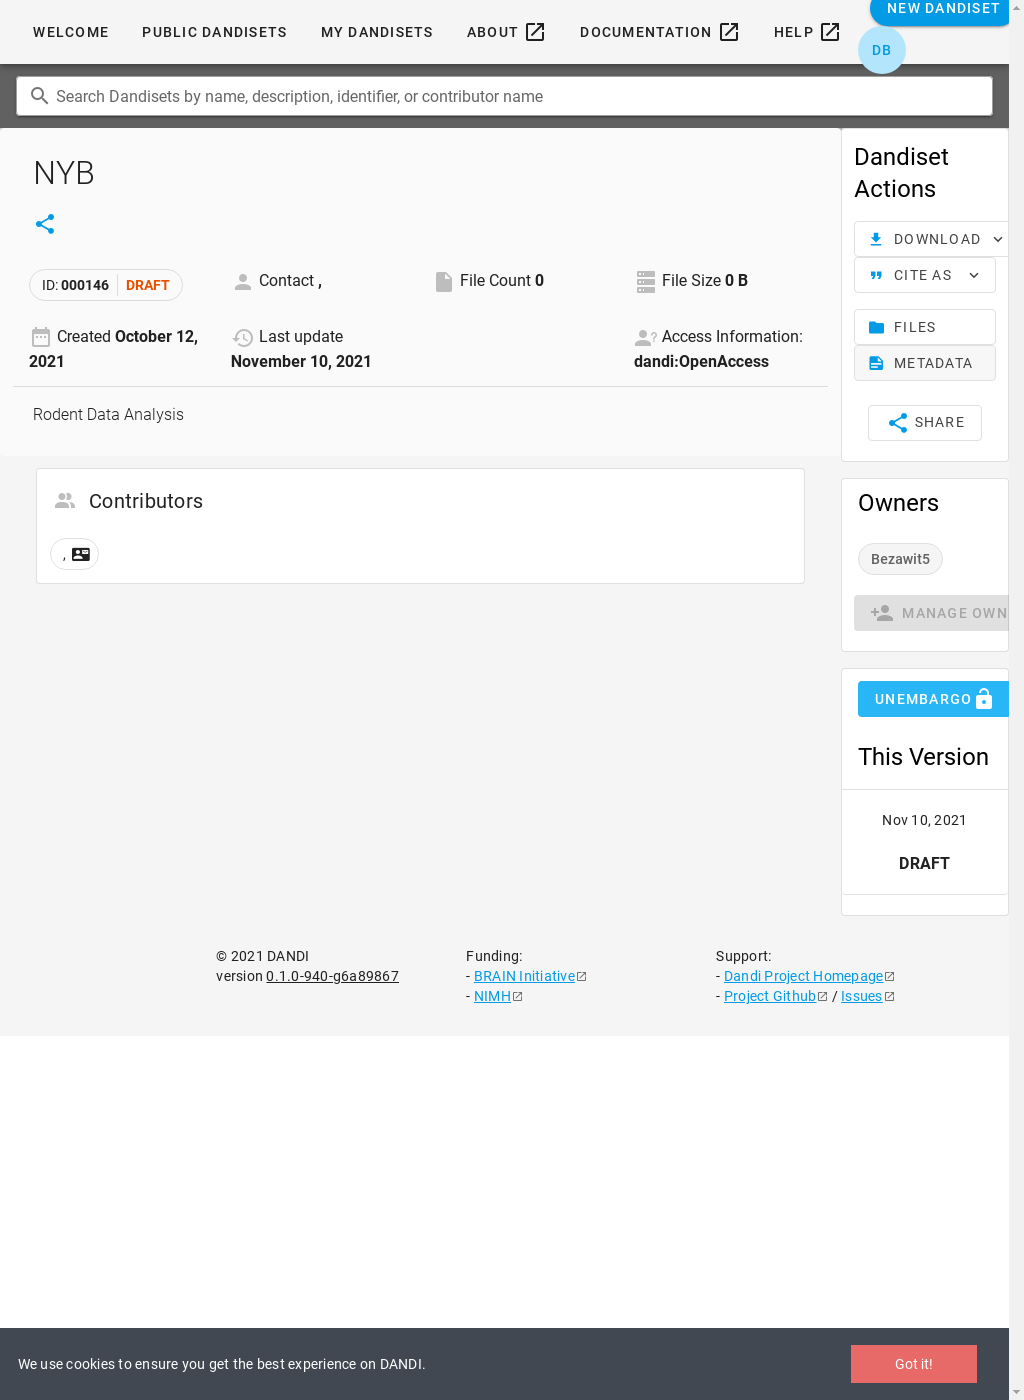 NEW DANDISET
WELCOME PUBLIC DANDISETS MY DANDISETS ABOUT DOCUMENTATION HELP
DB
Search Dandisets by name, description, identifier, or contributor name
NYB
ID: 000146 DRAFT
Contact ,
File Count 0
File Size 0 B
Created October 12,
2021
Last update
November 10, 2021
Access Information:
dandi:OpenAccess
Rodent Data Analysis
Contributors
,
Dandiset
Actions
DOWNLOAD
CITE AS
FILES
METADATA
SHARE
Owners
Bezawit5
MANAGE OWN
UNEMBARGO
This Version
Nov 10, 2021
DRAFT
© 2021 DANDI
version 0.1.0-940-g6a89867
Funding:
- BRAIN Initiative
- NIMH
Support:
- Dandi Project Homepage
- Project Github / Issues
We use cookies to ensure you get the best experience on DANDI.
Got it!